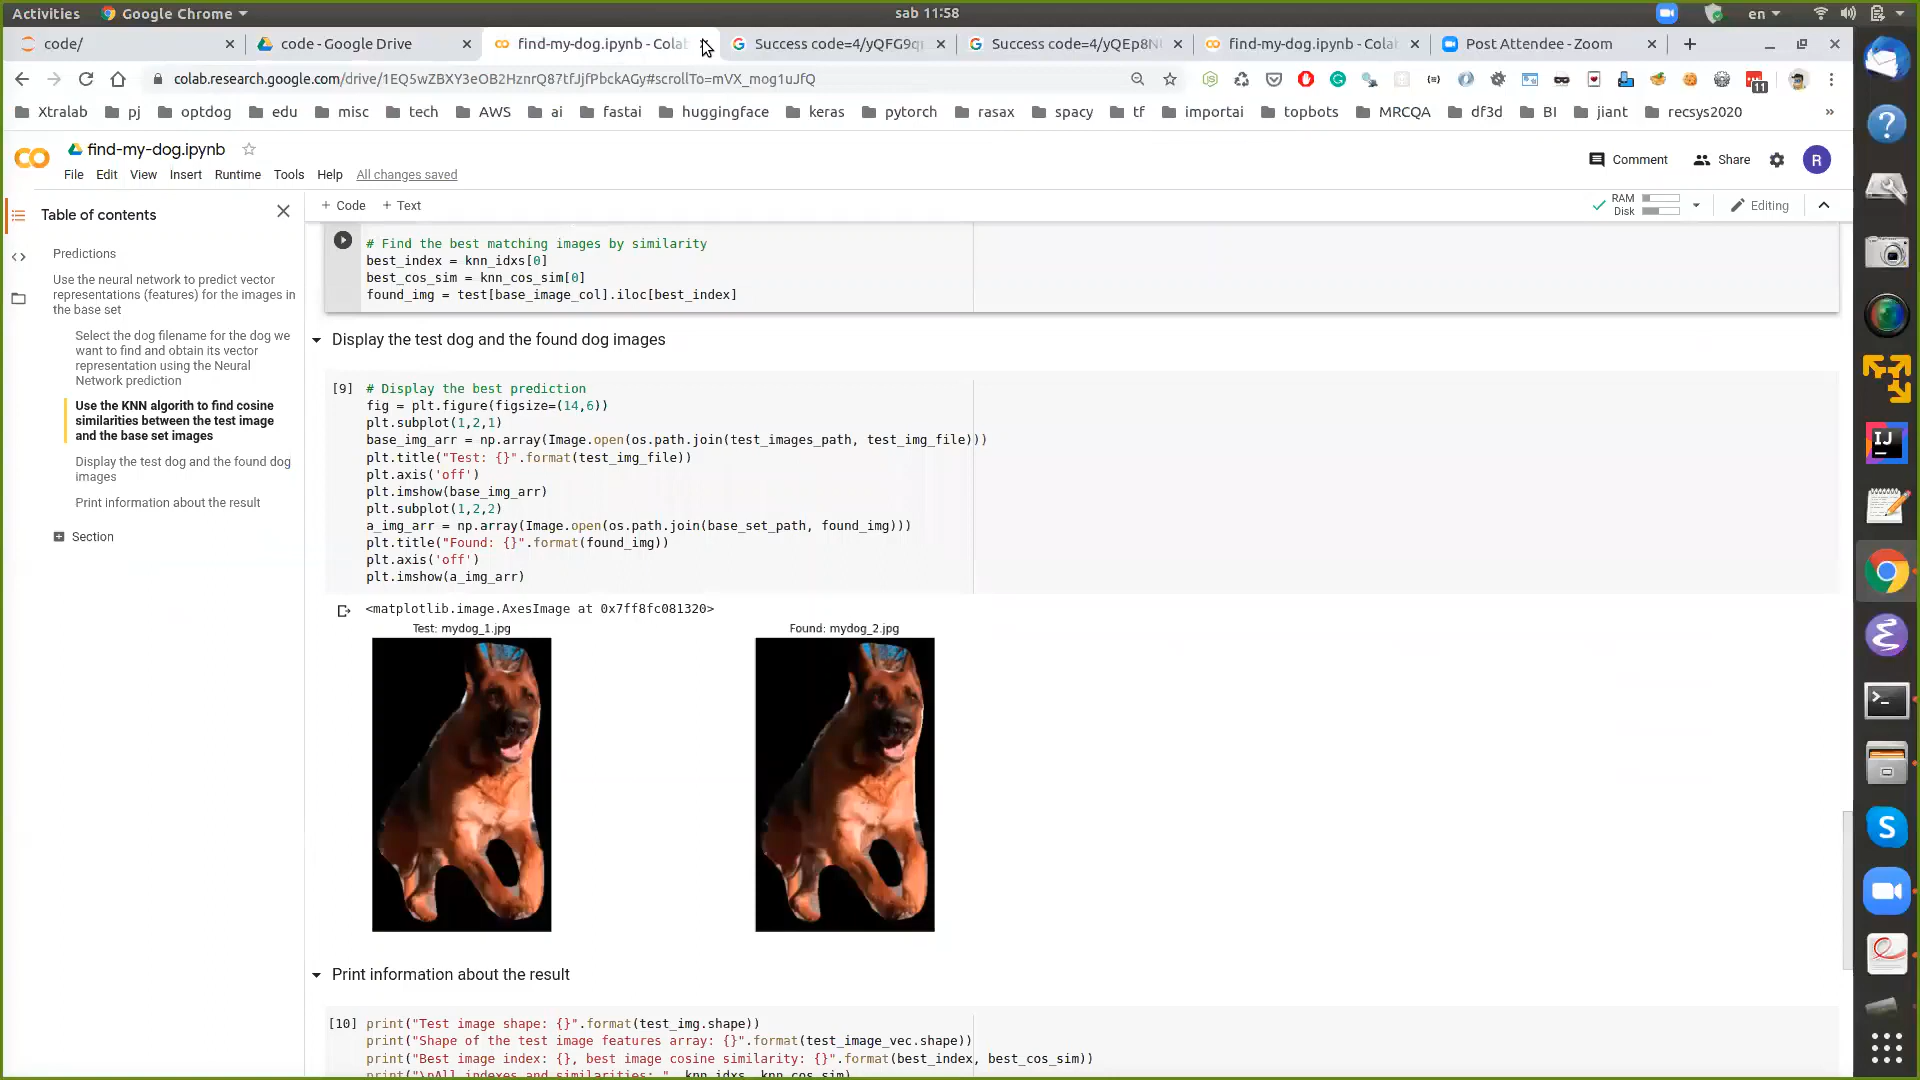 Activities
Google Chrome
sab 11:58
en
code/
code - Google Drive
find-my-dog.ipynb - Colab
Success code=4/yQFG9q
Success code=4/yQEp8N
find-my-dog.ipynb - Colab
Post Attendee - Zoom
colab.research.google.com/drive/1EQ5wZBXY3eOB2HznrQ87tfJjfPbckAGy#scrollTo=mVX_mog1uJfQ
11
Xtralab
pj
optdog
edu
misc
tech
AWS
ai
fastai
huggingface
keras
pytorch
rasax
spacy
tf
importai
topbots
MRCQA
df3d
BI
jiant
recsys2020
»
find-my-dog.ipynb
Comment
Share
R
File Edit View Insert Runtime Tools Help All changes saved
Table of contents
+ Code + Text
RAM
Disk
Editing
Predictions
Use the neural network to predict vector
representations (features) for the images in
the base set
Select the dog filename for the dog we
want to find and obtain its vector
representation using the Neural
Network prediction
Use the KNN algorith to find cosine
similarities between the test image
and the base set images
Display the test dog and the found dog
images
Print information about the result
Section
# Find the best matching images by similarity
best_index = knn_idxs[0]
best_cos_sim = knn_cos_sim[0]
found_img = test[base_image_col].iloc[best_index]
Display the test dog and the found dog images
[9] # Display the best prediction
fig = plt.figure(figsize=(14,6))
plt.subplot(1,2,1)
base_img_arr = np.array(Image.open(os.path.join(test_images_path, test_img_file)))
plt.title("Test: {}".format(test_img_file))
plt.axis('off')
plt.imshow(base_img_arr)
plt.subplot(1,2,2)
a_img_arr = np.array(Image.open(os.path.join(base_set_path, found_img)))
plt.title("Found: {}".format(found_img))
plt.axis('off')
plt.imshow(a_img_arr)
<matplotlib.image.AxesImage at 0x7ff8fc081320>
Test: mydog_1.jpg
Found: mydog_2.jpg
Print information about the result
[10] print("Test image shape: {}".format(test_img.shape))
print("Shape of the test image features array: {}".format(test_image_vec.shape))
print("Best image index: {}, best image cosine similarity: {}".format(best_index, best_cos_sim))
print("\nAll indexes and similarities: ", knn_idxs, knn_cos_sim)
IJ